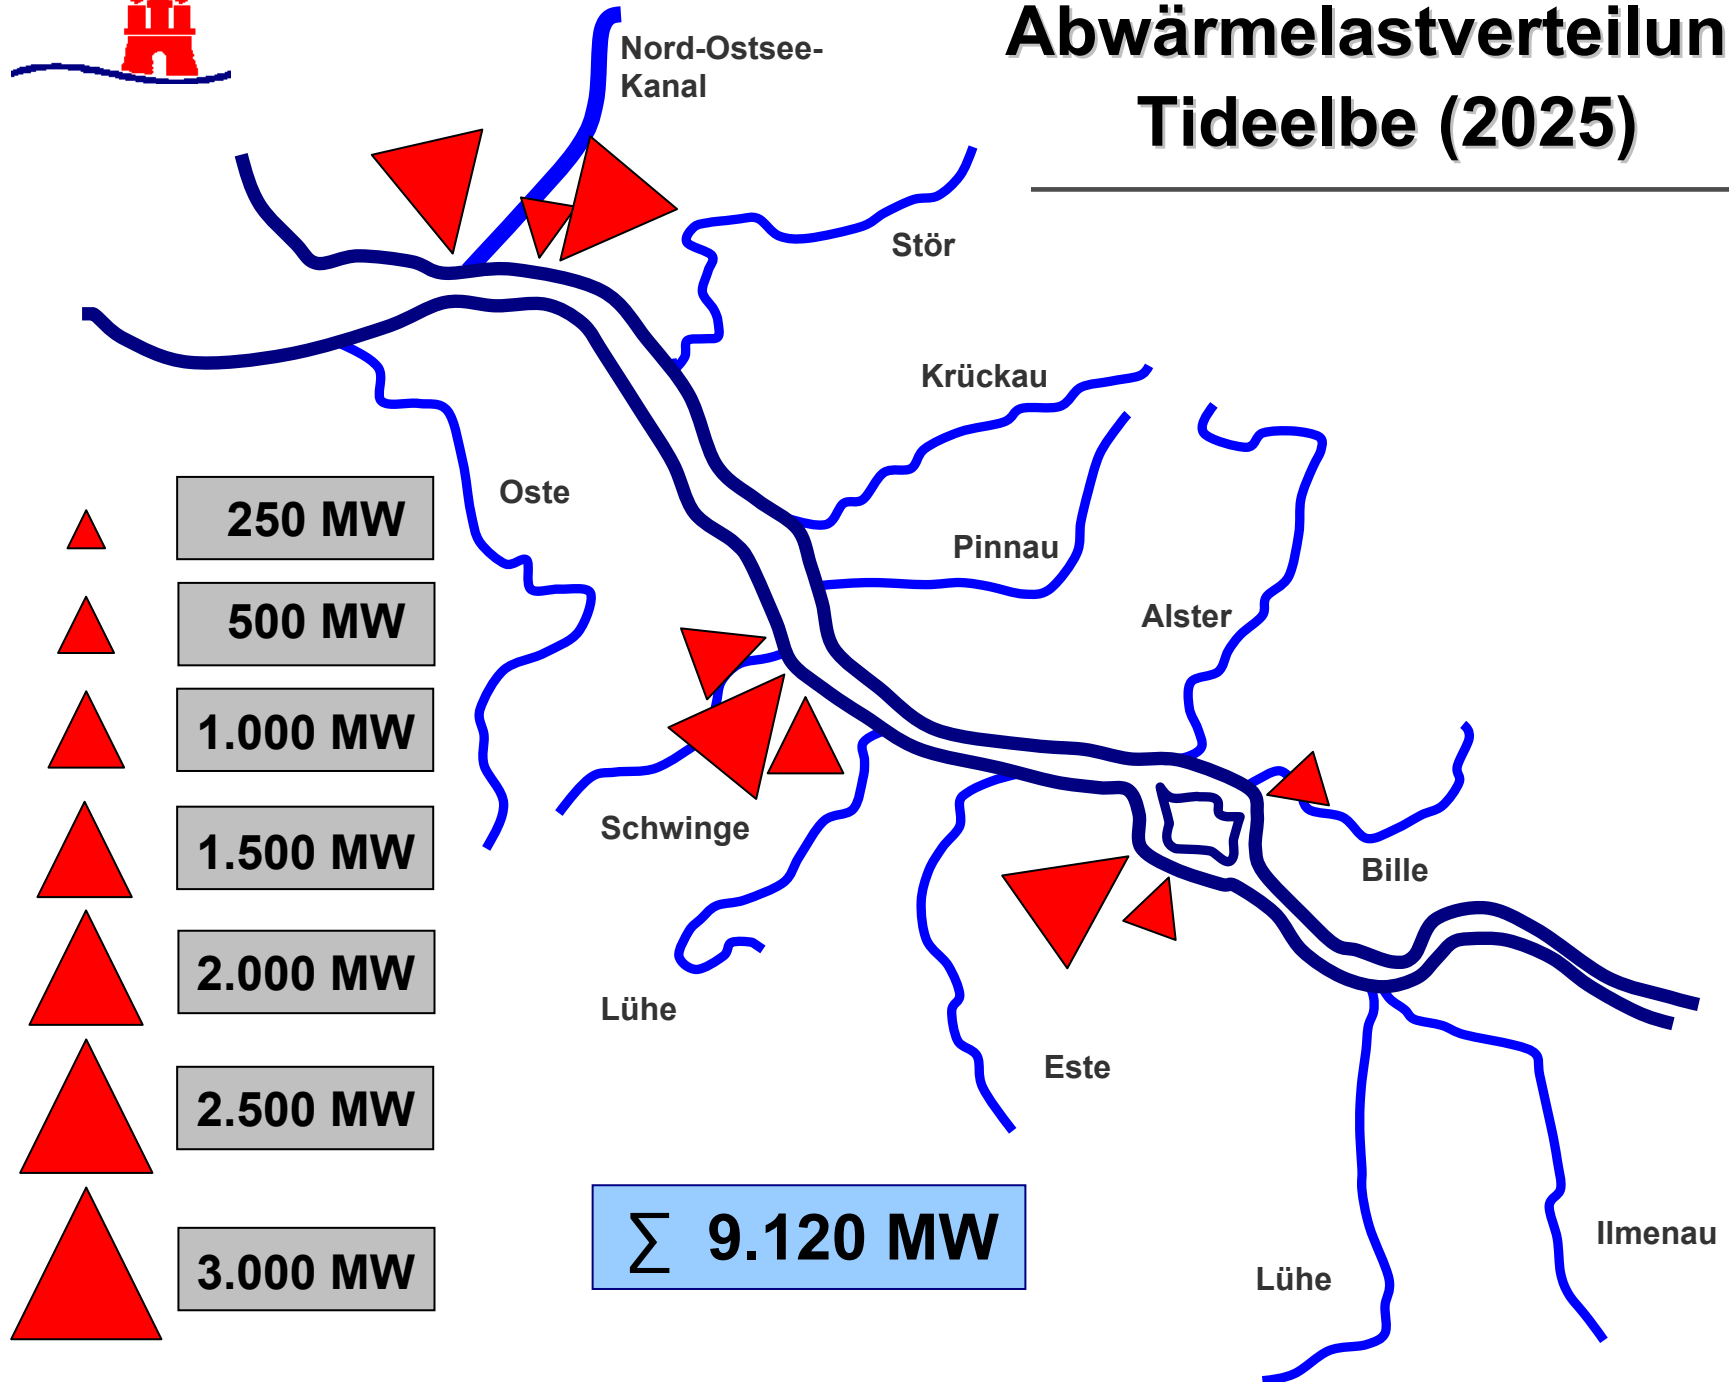 Abwärmelastverteilun
Tideelbe (2025)
Nord-Ostsee-
Kanal
Stör
Krückau
Oste
Pinnau
Alster
Schwinge
Bille
Lühe
Este
Ilmenau
Lühe
250 MW
500 MW
1.000 MW
1.500 MW
2.000 MW
2.500 MW
3.000 MW
∑ 9.120 MW